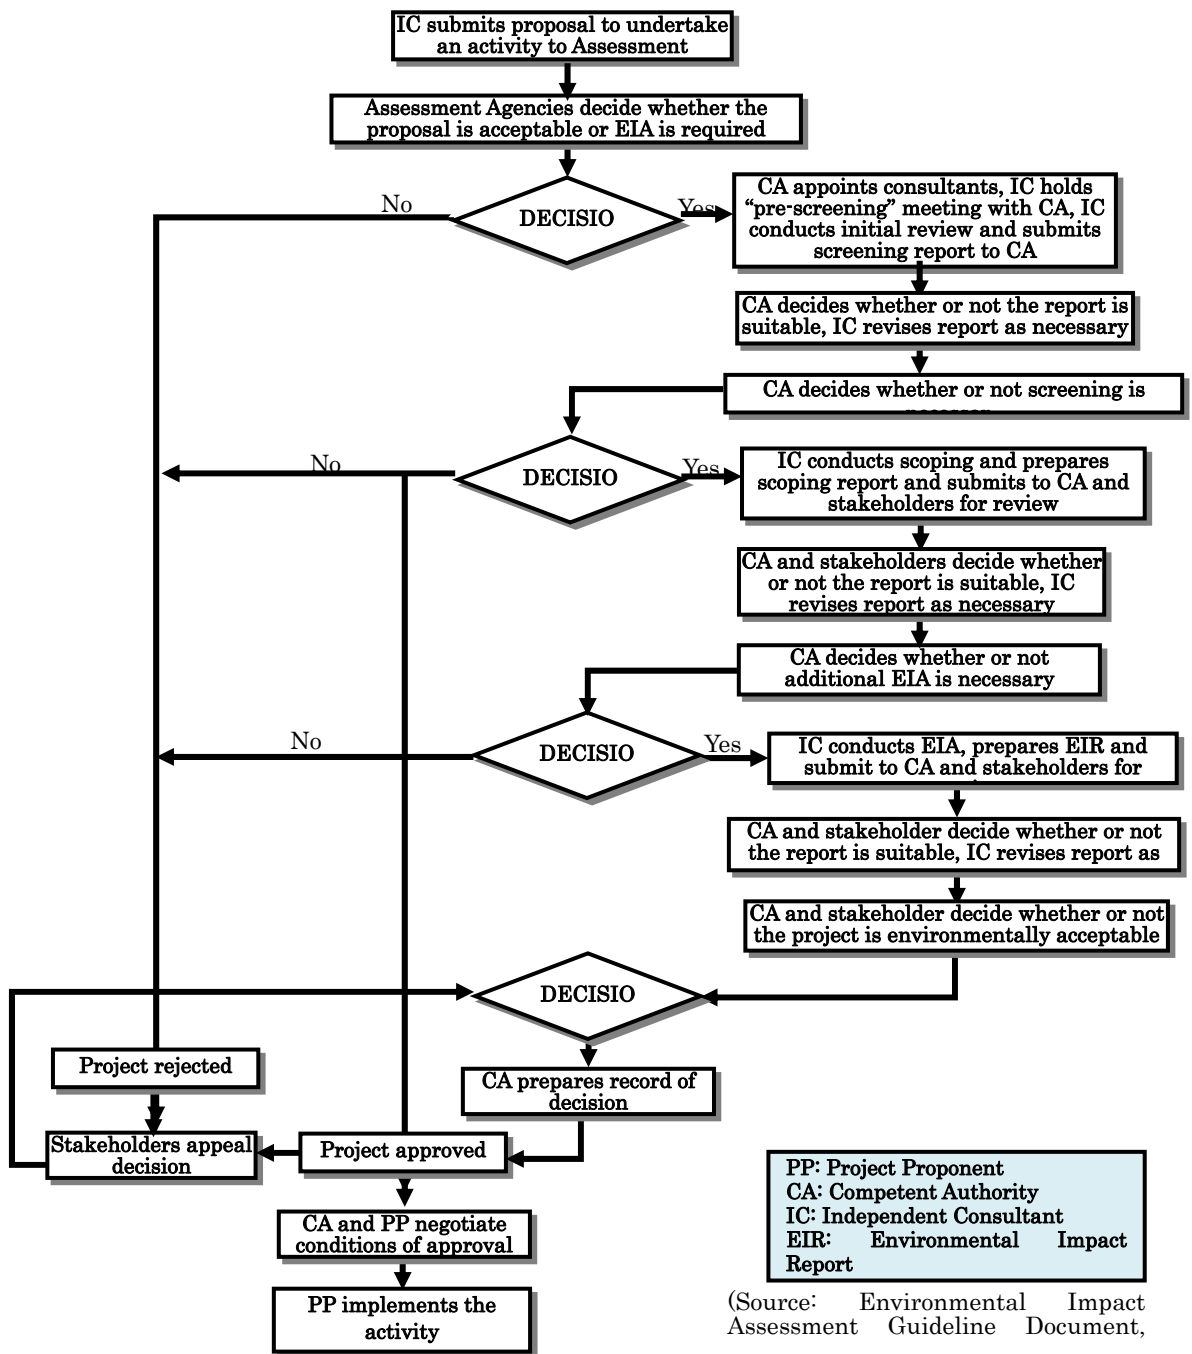 IC submits proposal to undertake
an activity to Assessment
Assessment Agencies decide whether the
proposal is acceptable or EIA is required
No
DECISIO
Yes
CA appoints consultants, IC holds
“pre-screening” meeting with CA, IC
conducts initial review and submits
screening report to CA
CA decides whether or not the report is
suitable, IC revises report as necessary
CA decides whether or not screening is
No
DECISIO
Yes
IC conducts scoping and prepares
scoping report and submits to CA and
stakeholders for review
CA and stakeholders decide whether
or not the report is suitable, IC
revises report as necessary
CA decides whether or not
additional EIA is necessary
No
DECISIO
Yes
IC conducts EIA, prepares EIR and
submit to CA and stakeholders for
CA and stakeholder decide whether or not
the report is suitable, IC revises report as
CA and stakeholder decide whether or not
the project is environmentally acceptable
DECISIO
Project rejected
CA prepares record of
decision
Stakeholders appeal
decision
Project approved
CA and PP negotiate
conditions of approval
PP implements the
activity
PP: Project Proponent
CA: Competent Authority
IC: Independent Consultant
EIR: Environmental Impact
Report
(Source: Environmental Impact
Assessment Guideline Document,